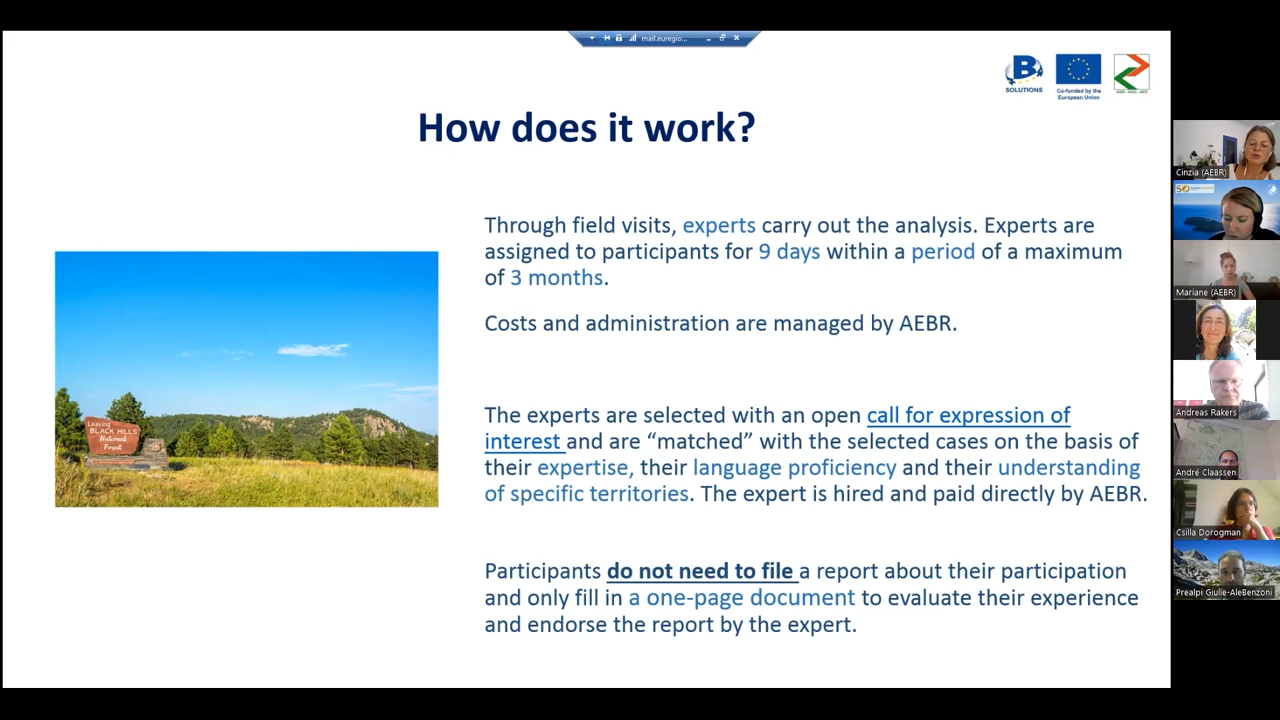 mail.euregio...
B
SOLUTIONS
Co-funded by the
European Union
How does it work?
Through field visits, experts carry out the analysis. Experts are
assigned to participants for 9 days within a period of a maximum
of 3 months.
Costs and administration are managed by AEBR.
The experts are selected with an open call for expression of
interest and are “matched” with the selected cases on the basis of
their expertise, their language proficiency and their understanding
of specific territories. The expert is hired and paid directly by AEBR.
Participants do not need to file a report about their participation
and only fill in a one-page document to evaluate their experience
and endorse the report by the expert.
Leaving
BLACK HILLS
National
Forest
Cinzia (AEBR)
50
Mariane (AEBR)
Andreas Rakers
André Claassen
Csilla Dorogman
Prealpi Giulie-AleBenzoni